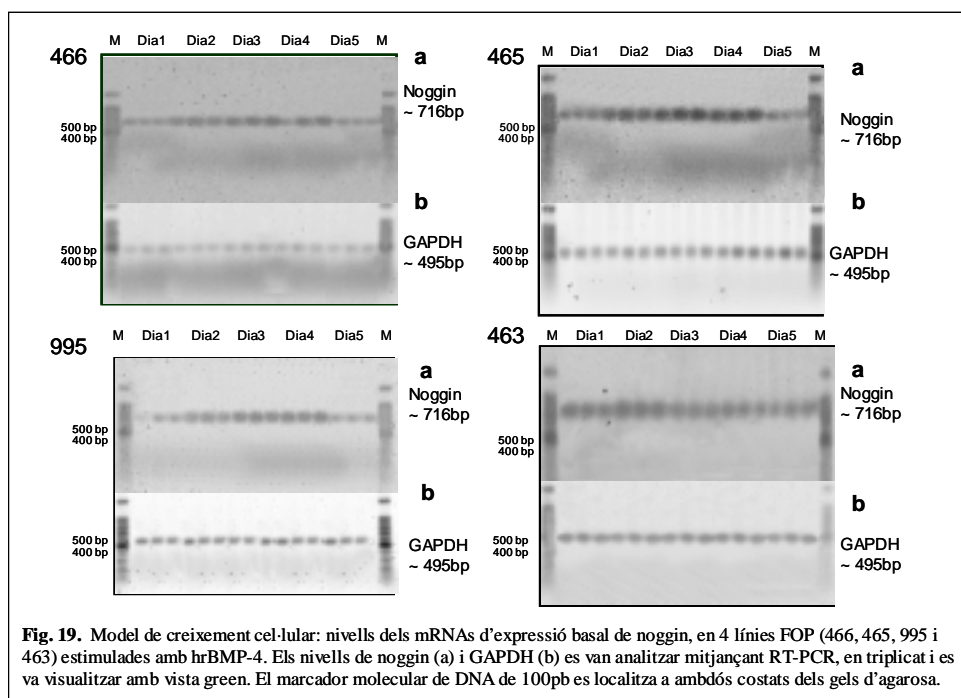 466
M Dia1 Dia2 Dia3 Dia4 Dia5 M
a
Noggin
~ 716bp
500 bp
400 bp
b
GAPDH
~ 495bp
500 bp
400 bp
465
M Dia1 Dia2 Dia3 Dia4 Dia5 M
a
Noggin
~ 716bp
500 bp
400 bp
b
GAPDH
~ 495bp
500 bp
400 bp
995
M Dia1 Dia2 Dia3 Dia4 Dia5 M
a
Noggin
~ 716bp
500 bp
400 bp
b
GAPDH
~ 495bp
500 bp
400 bp
463
M Dia1 Dia2 Dia3 Dia4 Dia5 M
a
Noggin
~ 716bp
500 bp
400 bp
b
GAPDH
~ 495bp
500 bp
400 bp
Fig. 19. Model de creixement cel·lular: nivells dels mRNAs d'expressió basal de noggin, en 4 línies FOP (466, 465, 995 i
463) estimulades amb hrBMP-4. Els nivells de noggin (a) i GAPDH (b) es van analitzar mitjançant RT-PCR, en triplicat i es
va visualitzar amb vista green. El marcador molecular de DNA de 100pb es localitza a ambdós costats dels gels d'agarosa.